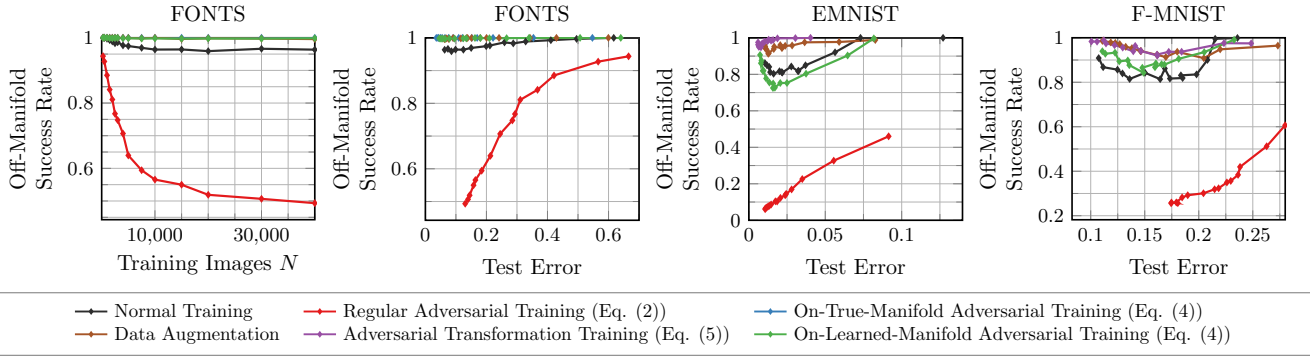 FONTS
Off-Manifold
Success Rate
1
0.8
0.6
10,000 30,000
Training Images N
FONTS
Off-Manifold
Success Rate
1
0.8
0.6
0 0.2 0.4 0.6
Test Error
EMNIST
Off-Manifold
Success Rate
1
0.8
0.6
0.4
0.2
0
0 0.05 0.1
Test Error
F-MNIST
Off-Manifold
Success Rate
1
0.8
0.6
0.4
0.2
0.1 0.15 0.2 0.25
Test Error
Normal Training
Data Augmentation
Regular Adversarial Training (Eq. (2))
Adversarial Transformation Training (Eq. (5))
On-True-Manifold Adversarial Training (Eq. (4))
On-Learned-Manifold Adversarial Training (Eq. (4))